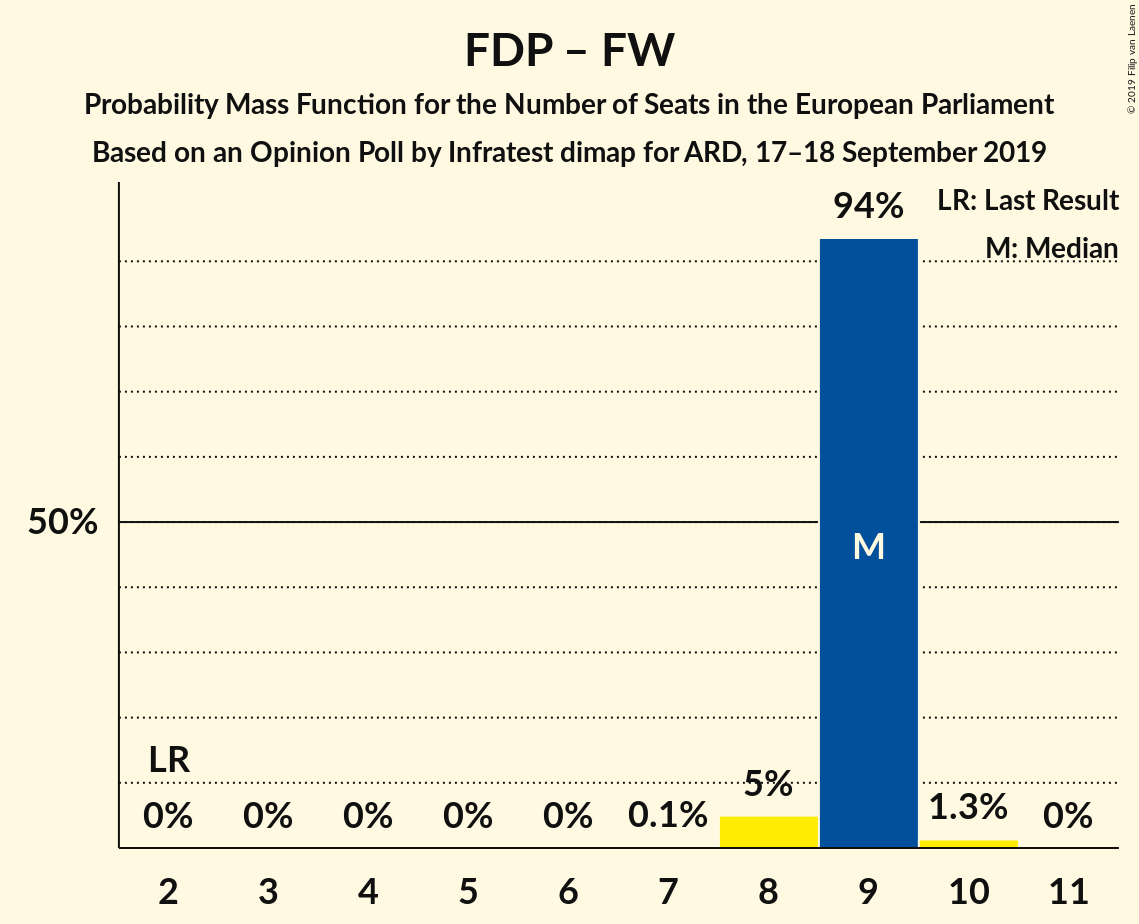 FDP – FW
Probability Mass Function for the Number of Seats in the European Parliament
Based on an Opinion Poll by Infratest dimap for ARD, 17–18 September 2019
© 2019 Filip van Laenen
LR: Last Result
M: Median
94%
50%
M
LR
0% 0% 0% 0% 0% 0.1% 5% 1.3% 0%
2 3 4 5 6 7 8 9 10 11